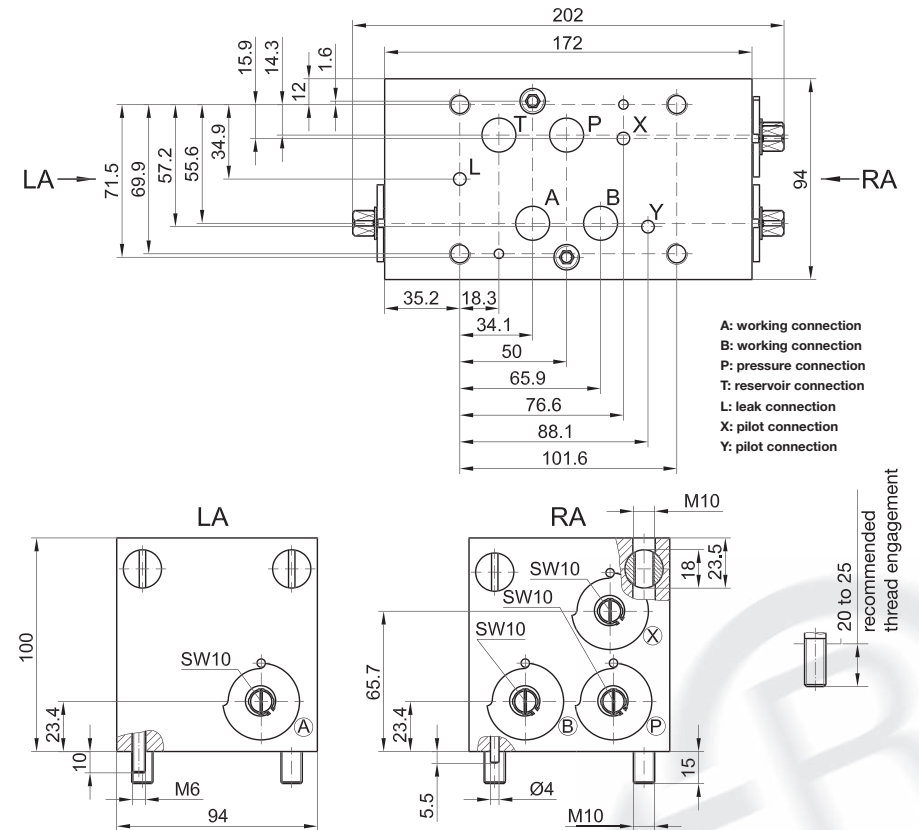 202
172
15.9
14.3
1.6
12
71.5
69.9
57.2
55.6
34.9
T
P
X
L
A
B
Y
LA
RA
94
35.2
18.3
34.1
50
65.9
76.6
88.1
101.6
A: working connection
B: working connection
P: pressure connection
T: reservoir connection
L: leak connection
X: pilot connection
Y: pilot connection
LA
100
23.4
10
SW10
A
M6
94
RA
M10
SW10
SW10
SW10
18
23.5
65.7
23.4
X
B
P
5.5
Ø4
15
M10
20 to 25
recommended
thread engagement